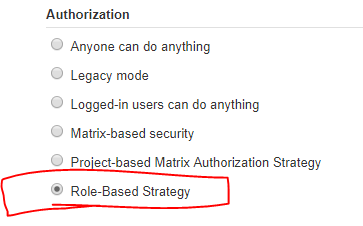 Authorization
Anyone can do anything
Legacy mode
Logged-in users can do anything
Matrix-based security
Project-based Matrix Authorization Strategy
Role-Based Strategy